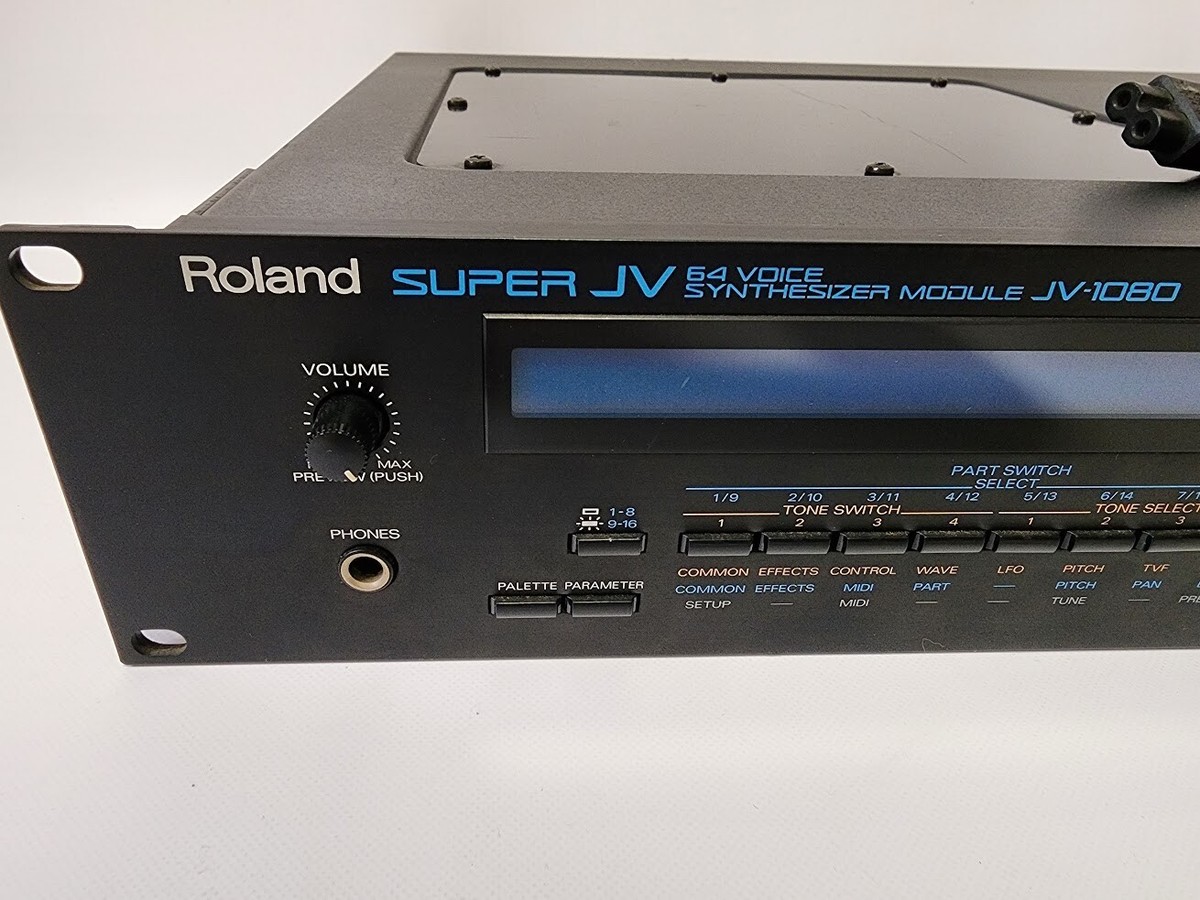 Roland SUPER JV 64 VOICE
SYNTHESIZER MODULE JV-1080
VOLUME
MAX
(PUSH)
PHONES
PART SWITCH
SELECT
1/9 2/10 3/11 4/12 5/13 6/14
TONE SWITCH TONE SELECT
1 2 3 4 1 2 3
1-8
9-16
PALETTE PARAMETER
COMMON EFFECTS CONTROL WAVE LFO PITCH TVF
COMMON EFFECTS MIDI PART — PITCH PAN
SETUP — MIDI — — TUNE —